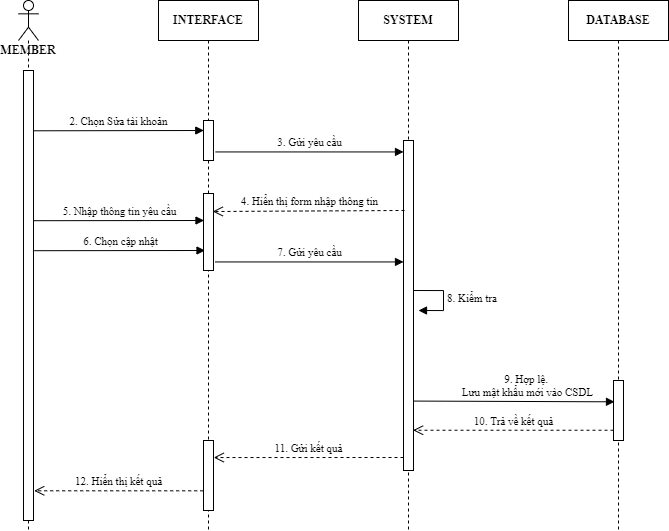 INTERFACE
SYSTEM
DATABASE
MEMBER
2. Chọn Sửa tài khoản
3. Gửi yêu cầu
4. Hiển thị form nhập thông tin
5. Nhập thông tin yêu cầu
6. Chọn cập nhật
7. Gửi yêu cầu
8. Kiểm tra
9. Hợp lệ.
Lưu mật khẩu mới vào CSDL
10. Trả về kết quả
11. Gửi kết quả
12. Hiển thị kết quả